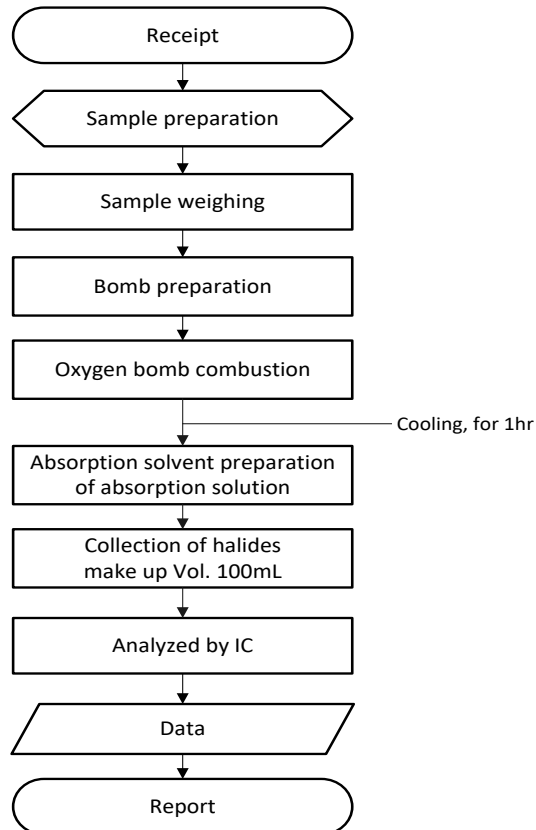 Receipt
Sample preparation
Sample weighing
Bomb preparation
Oxygen bomb combustion
Cooling, for 1hr
Absorption solvent preparation
of absorption solution
Collection of halides
make up Vol. 100mL
Analyzed by IC
Data
Report